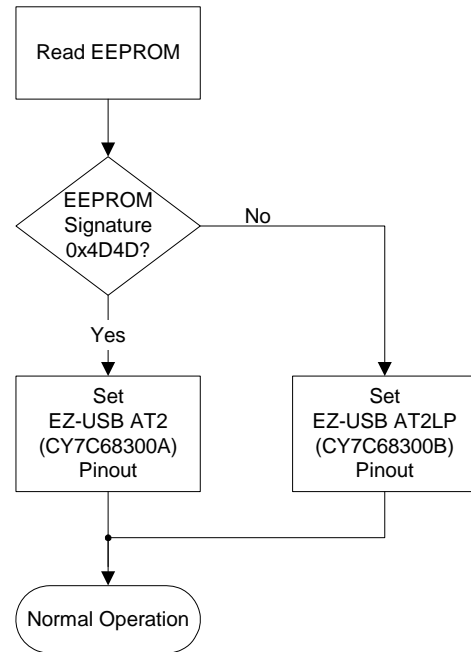 Read EEPROM
EEPROM
Signature
0x4D4D?
No
Yes
Set
EZ-USB AT2
(CY7C68300A)
Pinout
Set
EZ-USB AT2LP
(CY7C68300B)
Pinout
Normal Operation